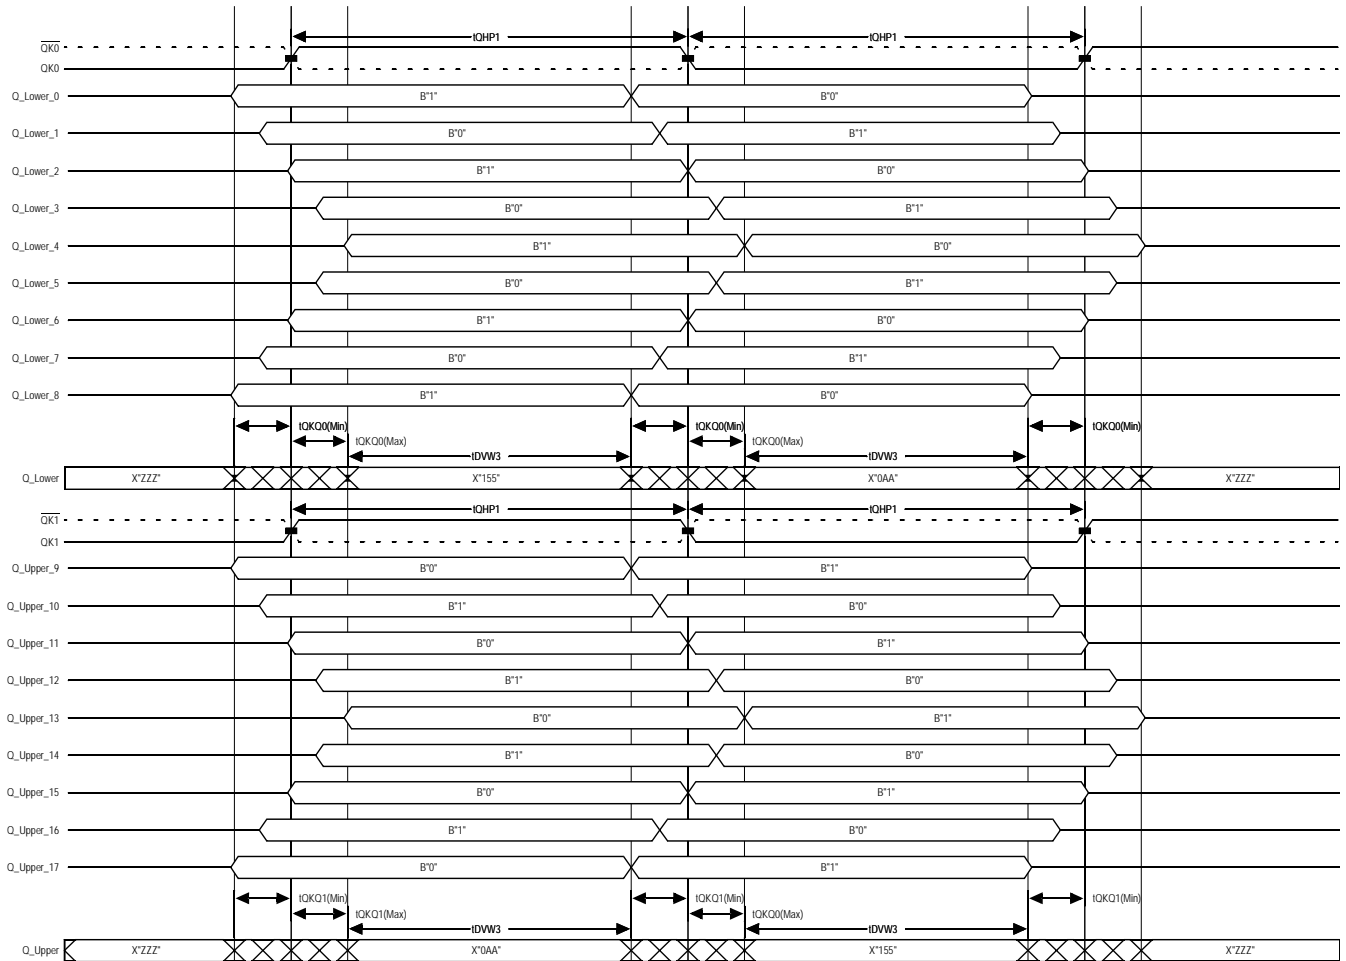 tQHP1 tQHP1
QK0
QK0
Q_Lower_0 B"1" B"0"
Q_Lower_1 B"0" B"1"
Q_Lower_2 B"1" B"0"
Q_Lower_3 B"0" B"1"
Q_Lower_4 B"1" B"0"
Q_Lower_5 B"0" B"1"
Q_Lower_6 B"1" B"0"
Q_Lower_7 B"0" B"1"
Q_Lower_8 B"1" B"0"
tQKQ0(Min) tQKQ0(Min) tQKQ0(Min)
tQKQ0(Max) tQKQ0(Max)
tDVW3 tDVW3
Q_Lower X"ZZZ" X"155" X"0AA" X"ZZZ"
tQHP1 tQHP1
QK1
QK1
Q_Upper_9 B"0" B"1"
Q_Upper_10 B"1" B"0"
Q_Upper_11 B"0" B"1"
Q_Upper_12 B"1" B"0"
Q_Upper_13 B"0" B"1"
Q_Upper_14 B"1" B"0"
Q_Upper_15 B"0" B"1"
Q_Upper_16 B"1" B"0"
Q_Upper_17 B"0" B"1"
tQKQ1(Min) tQKQ1(Min) tQKQ1(Min)
tQKQ1(Max) tQKQ0(Max)
tDVW3 tDVW3
Q_Upper X"ZZZ" X"0AA" X"155" X"ZZZ"